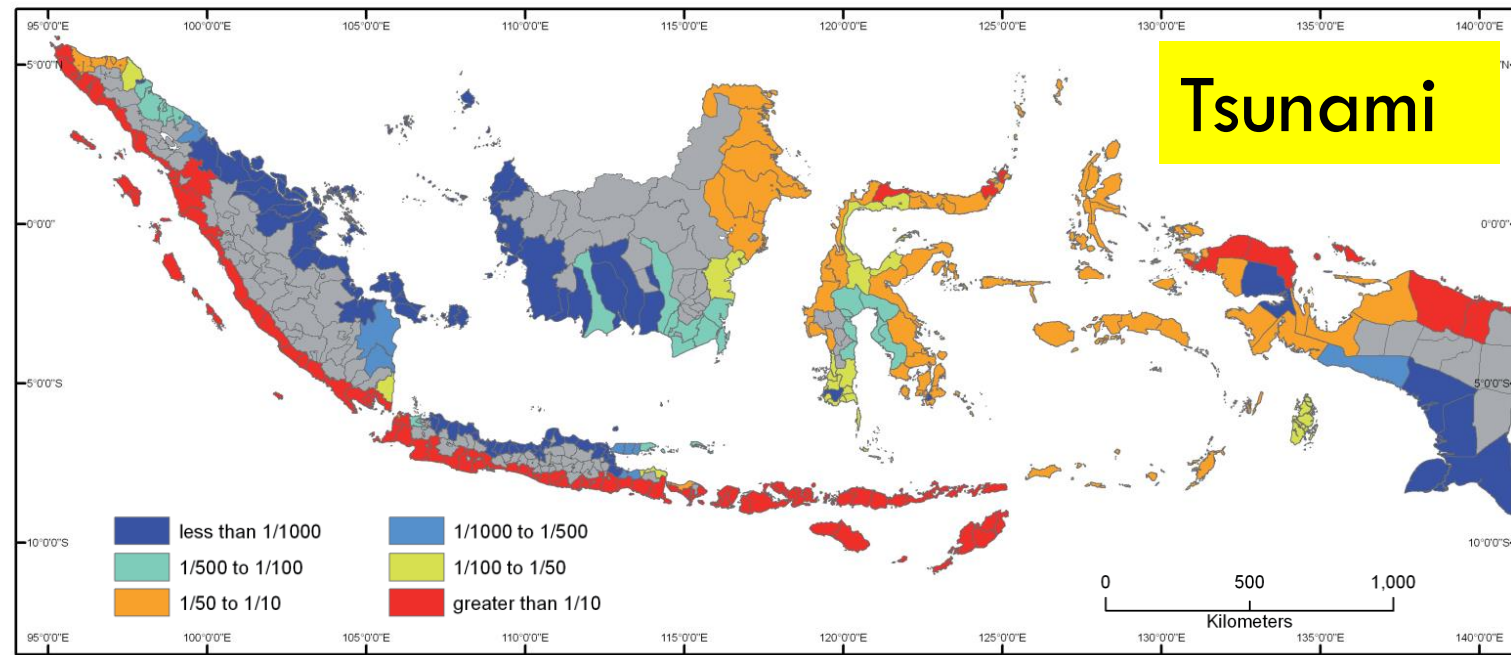 95°0'0"E 100°0'0"E 105°0'0"E 110°0'0"E 115°0'0"E 120°0'0"E 125°0'0"E 130°0'0"E 135°0'0"E 140°0'0"E
5°0'0"N
Tsunami
0°0'0" 0°0'0"
5°0'0"S 5°0'0"S
10°0'0"S 10°0'0"S
less than 1/1000 1/1000 to 1/500
1/500 to 1/100 1/100 to 1/50
1/50 to 1/10 greater than 1/10
0 500 1,000
Kilometers
95°0'0"E 100°0'0"E 105°0'0"E 110°0'0"E 115°0'0"E 120°0'0"E 125°0'0"E 130°0'0"E 135°0'0"E 140°0'0"E